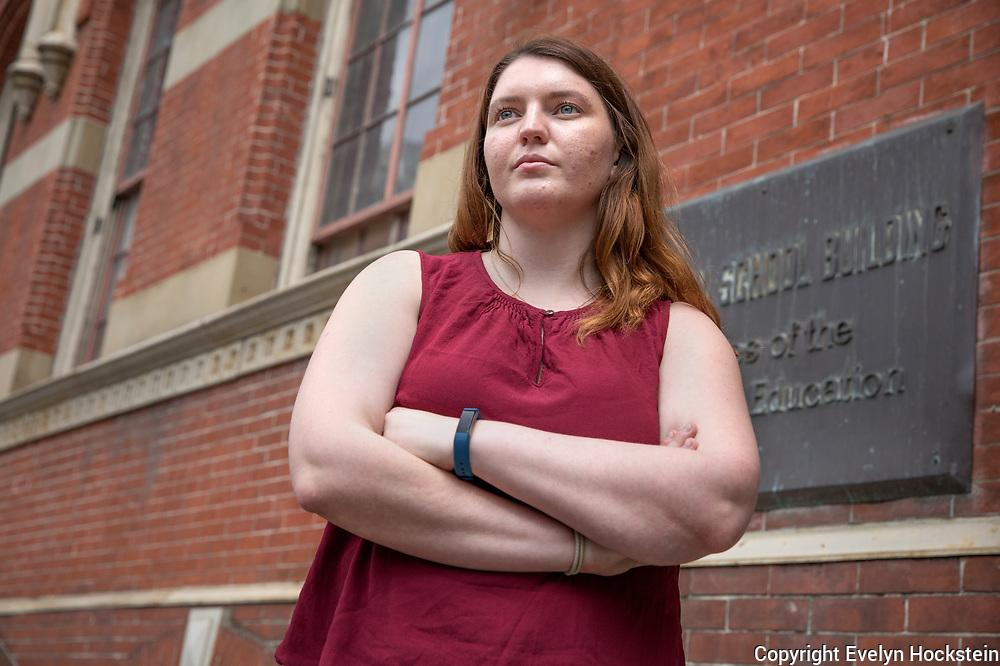 SCHOOL BUILDING
of the
Education
Copyright Evelyn Hockstein